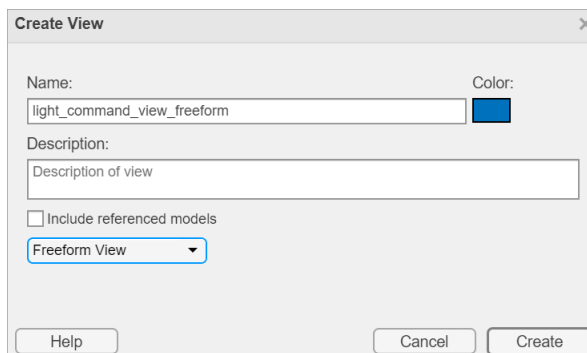 Create View
Name: Color:
light_command_view_freeform
Description:
Description of view
Include referenced models
Freeform View
Help Cancel Create